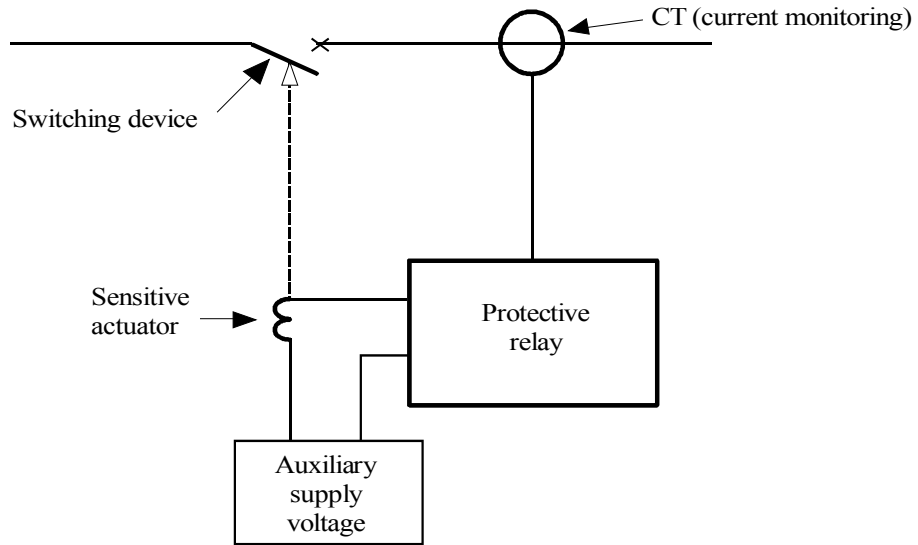 CT (current monitoring)
Switching device
Sensitive
actuator
Protective
relay
Auxiliary
supply
voltage